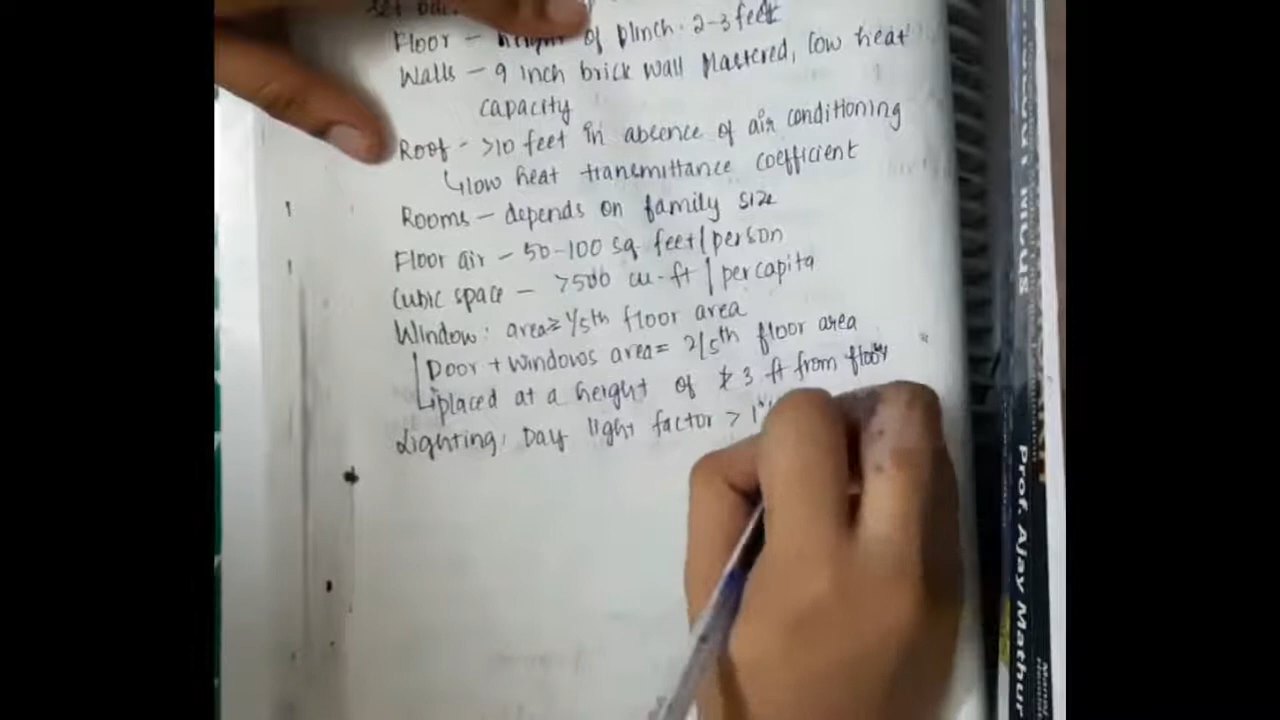 set
Floor - height of plinch. 2-3 feet
Walls - 9 inch brick wall Plastered, low heat
capacity
Roof - >10 feet in absence of air conditioning
↳low heat transmittance coefficient
Rooms - depends on family size
Floor air - 50-100 sq feet/person
Cubic space - >500 cu-ft/percapita
Window: area≥ 1/5th floor area
Door + windows area= 2/5th floor area
↳placed at a height of 3 ft from floor
Lighting: Day light factor > 1
Prof. Ajay Mathur